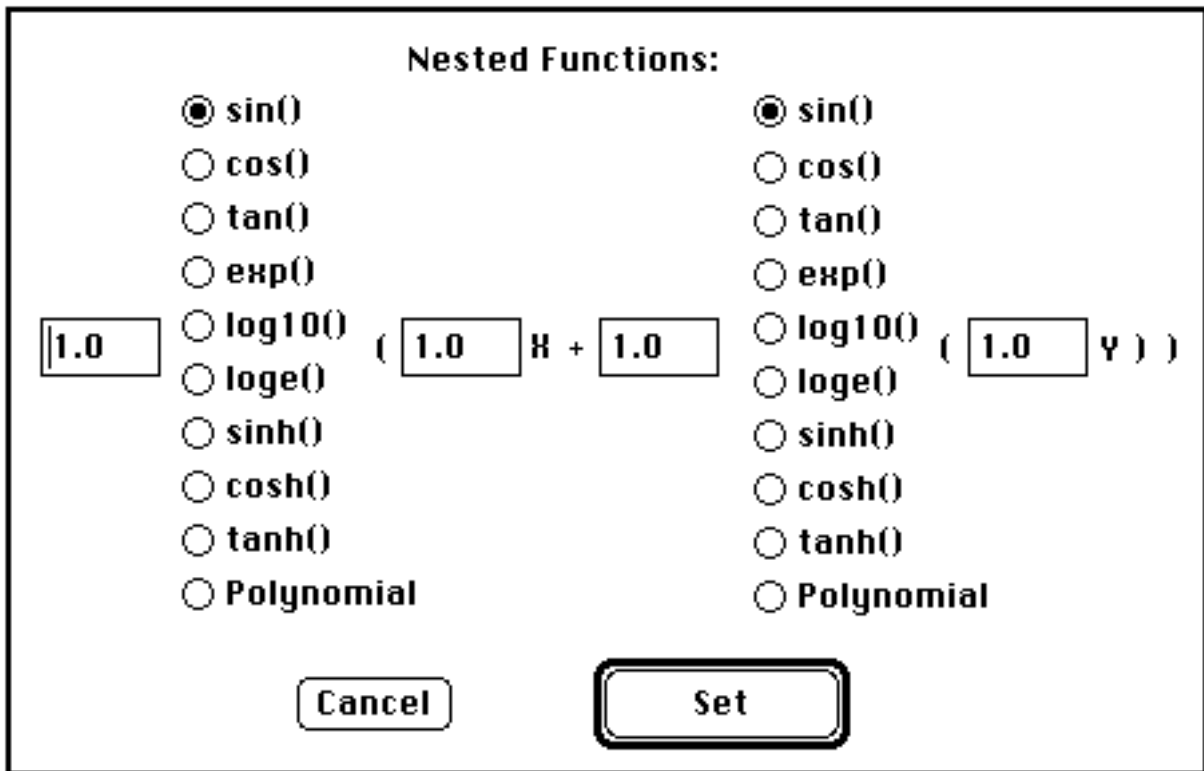 Nested Functions:
sin() sin()
cos() cos()
tan() tan()
exp() exp()
log10() log10()
1.0 ( 1.0 X + 1.0 ( 1.0 Y ) )
loge() loge()
sinh() sinh()
cosh() cosh()
tanh() tanh()
Polynomial Polynomial
Cancel Set